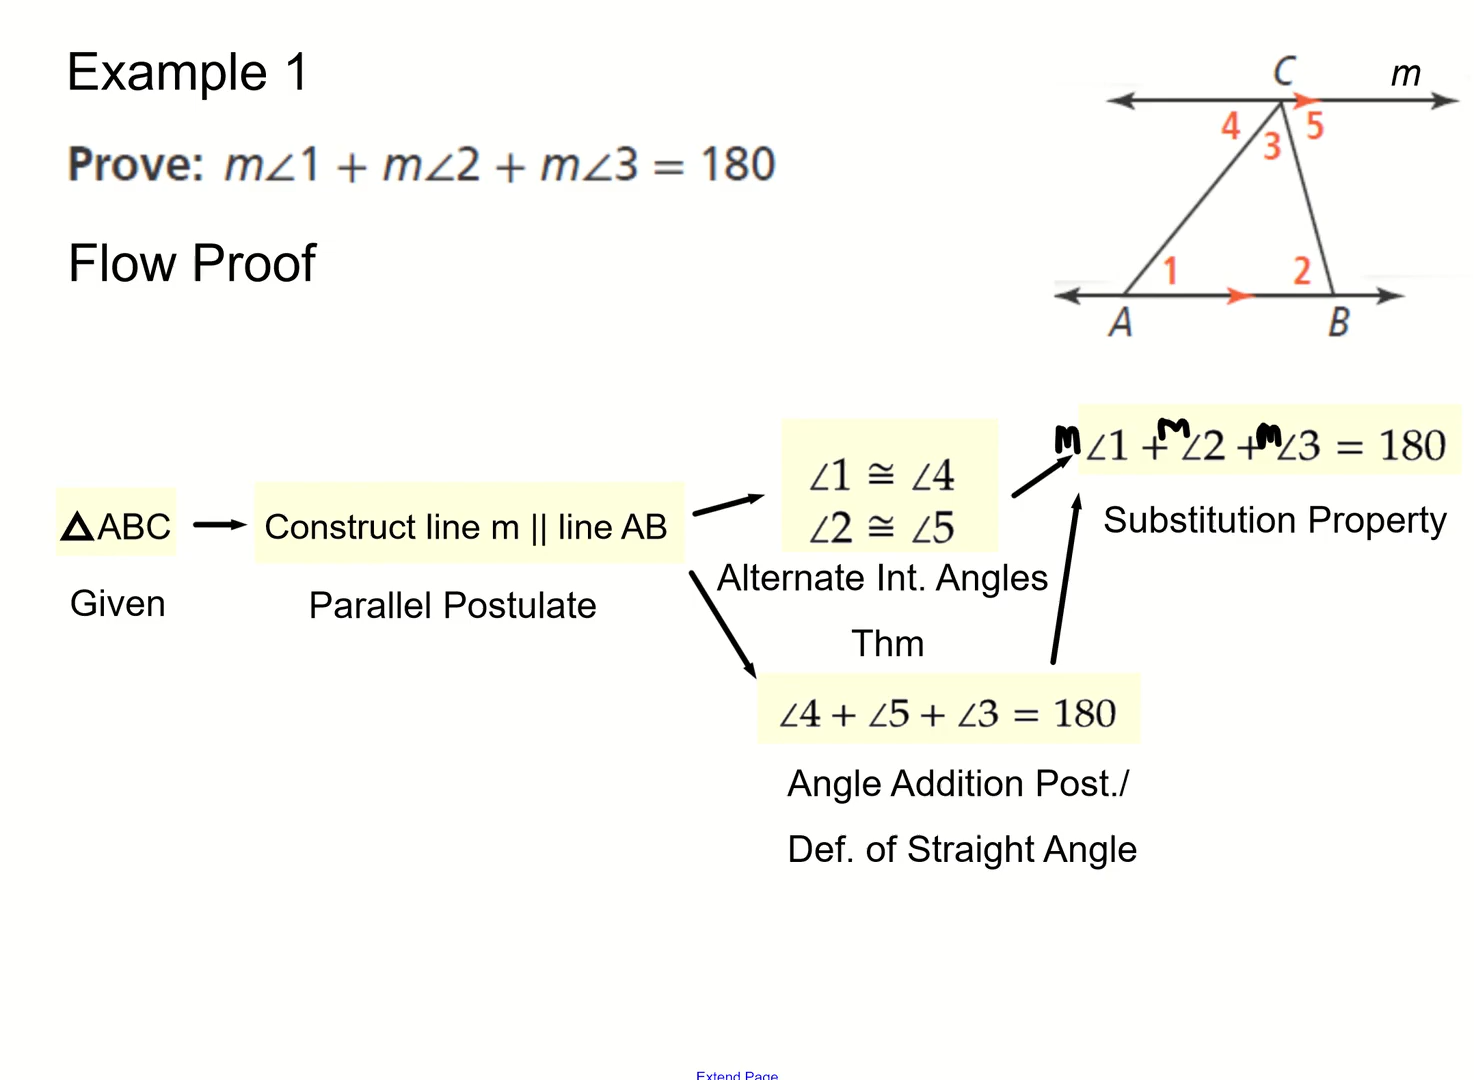 Example 1
Prove: m∠1 + m∠2 + m∠3 = 180
Flow Proof
C
m
4
3
5
1
2
A
B
△ABC
Given
Construct line m || line AB
Parallel Postulate
∠1 ≅ ∠4
∠2 ≅ ∠5
Alternate Int. Angles
Thm
∠4 + ∠5 + ∠3 = 180
Angle Addition Post./
Def. of Straight Angle
m∠1 + m∠2 + m∠3 = 180
Substitution Property
Extend Page